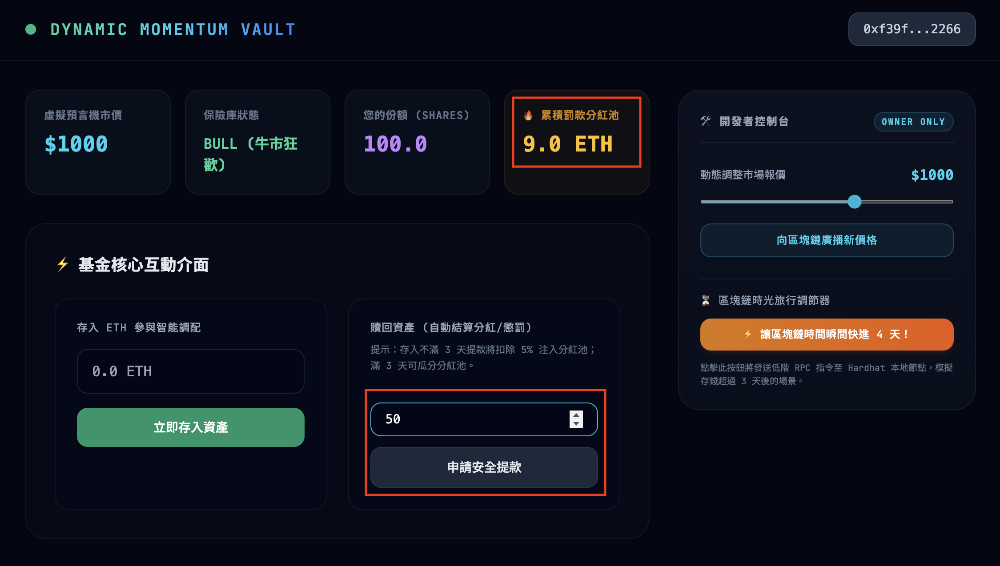 DYNAMIC MOMENTUM VAULT
0xf39f...2266
虛擬預言機市價
$1000
保險庫狀態
BULL (牛市狂
歡)
您的份額 (SHARES)
100.0
🔥 累積罰款分紅池
9.0 ETH
⚡ 基金核心互動介面
存入 ETH 參與智能調配
0.0 ETH
立即存入資產
贖回資產 (自動結算分紅/懲罰)
提示：存入不滿 3 天提款將扣除 5% 注入分紅池；
滿 3 天可瓜分分紅池。
50
申請安全提款
🛠 開發者控制台
OWNER ONLY
動態調整市場報價
$1000
向區塊鏈廣播新價格
⏳ 區塊鏈時光旅行調節器
⚡ 讓區塊鏈時間瞬間快進 4 天！
點擊此按鈕將發送低階 RPC 指令至 Hardhat 本地節點，模擬
存錢超過 3 天後的場景。